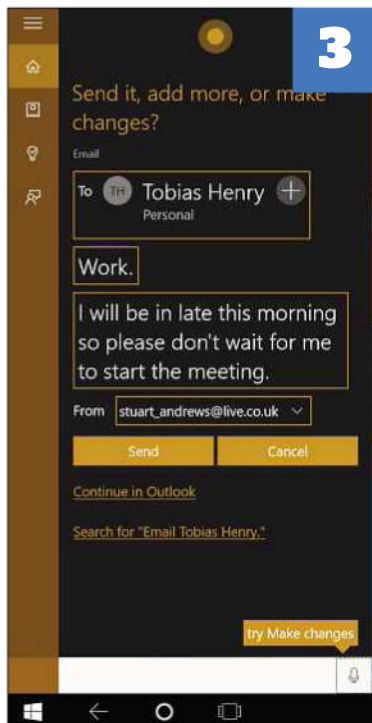 3
Send it, add more, or make
changes?
Email
To TH Tobias Henry
Personal
Work.
I will be in late this morning
so please don't wait for me
to start the meeting.
From stuart_andrews@live.co.uk
Send Cancel
Continue in Outlook
Search for "Email Tobias Henry."
try Make changes